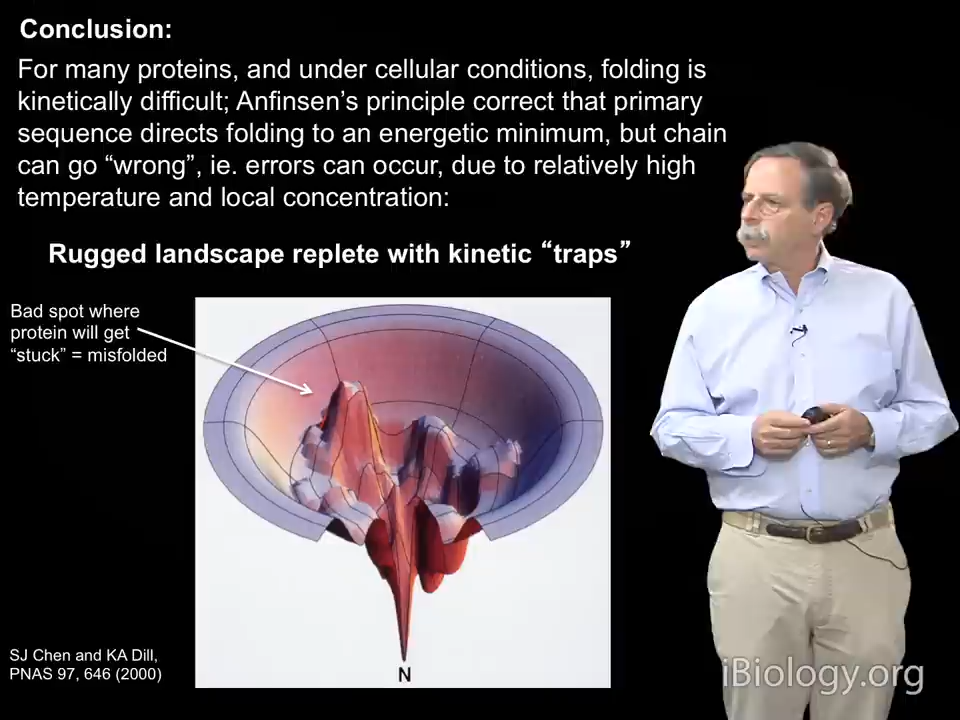 Conclusion:
For many proteins, and under cellular conditions, folding is
kinetically difficult; Anfinsen’s principle correct that primary
sequence directs folding to an energetic minimum, but chain
can go “wrong”, ie. errors can occur, due to relatively high
temperature and local concentration:
Rugged landscape replete with kinetic “traps”
Bad spot where
protein will get
“stuck” = misfolded
SJ Chen and KA Dill,
PNAS 97, 646 (2000)
N
iBiology.org